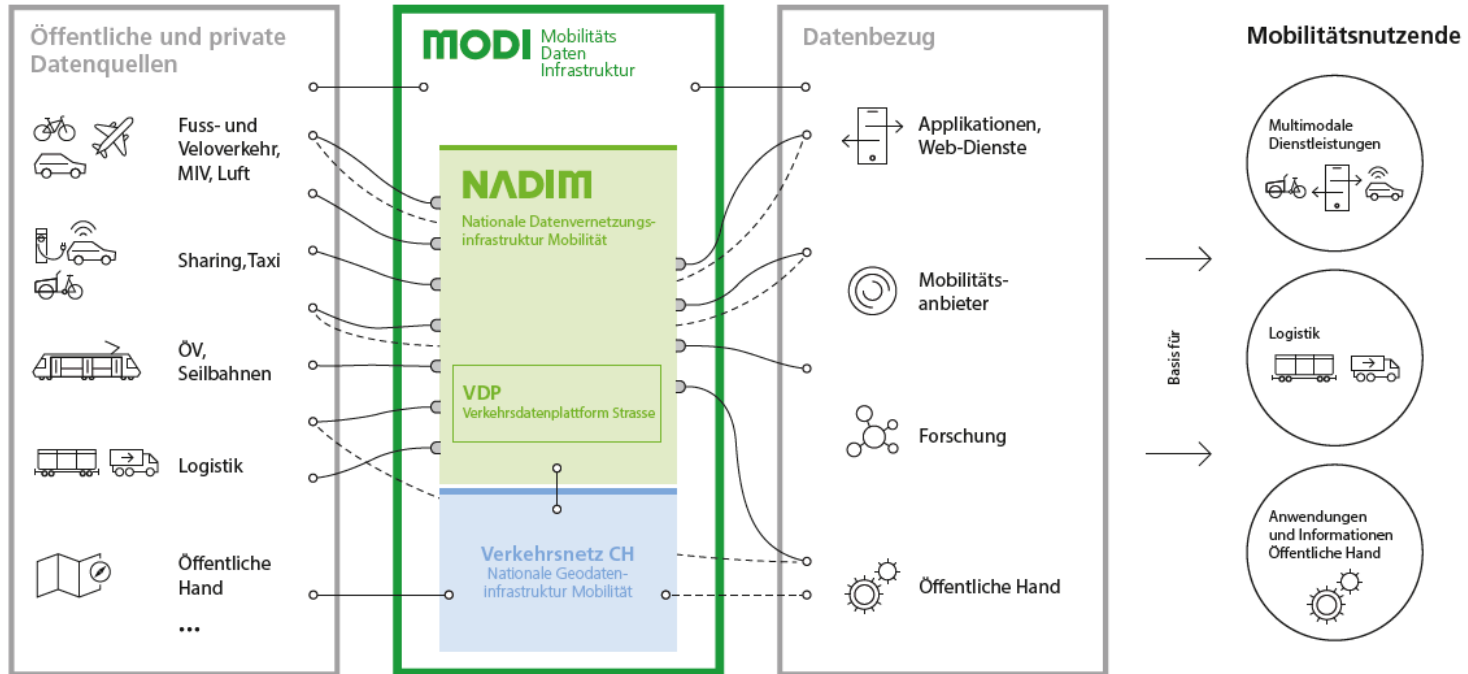 Öffentliche und private
Datenquellen
Fuss- und
Veloverkehr,
MIV, Luft
Sharing,Taxi
ÖV,
Seilbahnen
Logistik
Öffentliche
Hand
...
MODI
Mobilitäts
Daten
Infrastruktur
NADIM
Nationale Datenvernetzungs-
infrastruktur Mobilität
VDP
Verkehrsdatenplattform Strasse
Verkehrsnetz CH
Nationale Geodaten-
infrastruktur Mobilität
Datenbezug
Applikationen,
Web-Dienste
Mobilitäts-
anbieter
Forschung
Öffentliche Hand
Basis für
Mobilitätsnutzende
Multimodale
Dienstleistungen
Logistik
Anwendungen
und Informationen
Öffentliche Hand